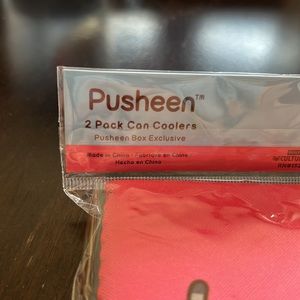 Pusheen™
2 Pack Can Coolers
Pusheen Box Exclusive
Made in China · Fabriqué en Chine
Hecho en China